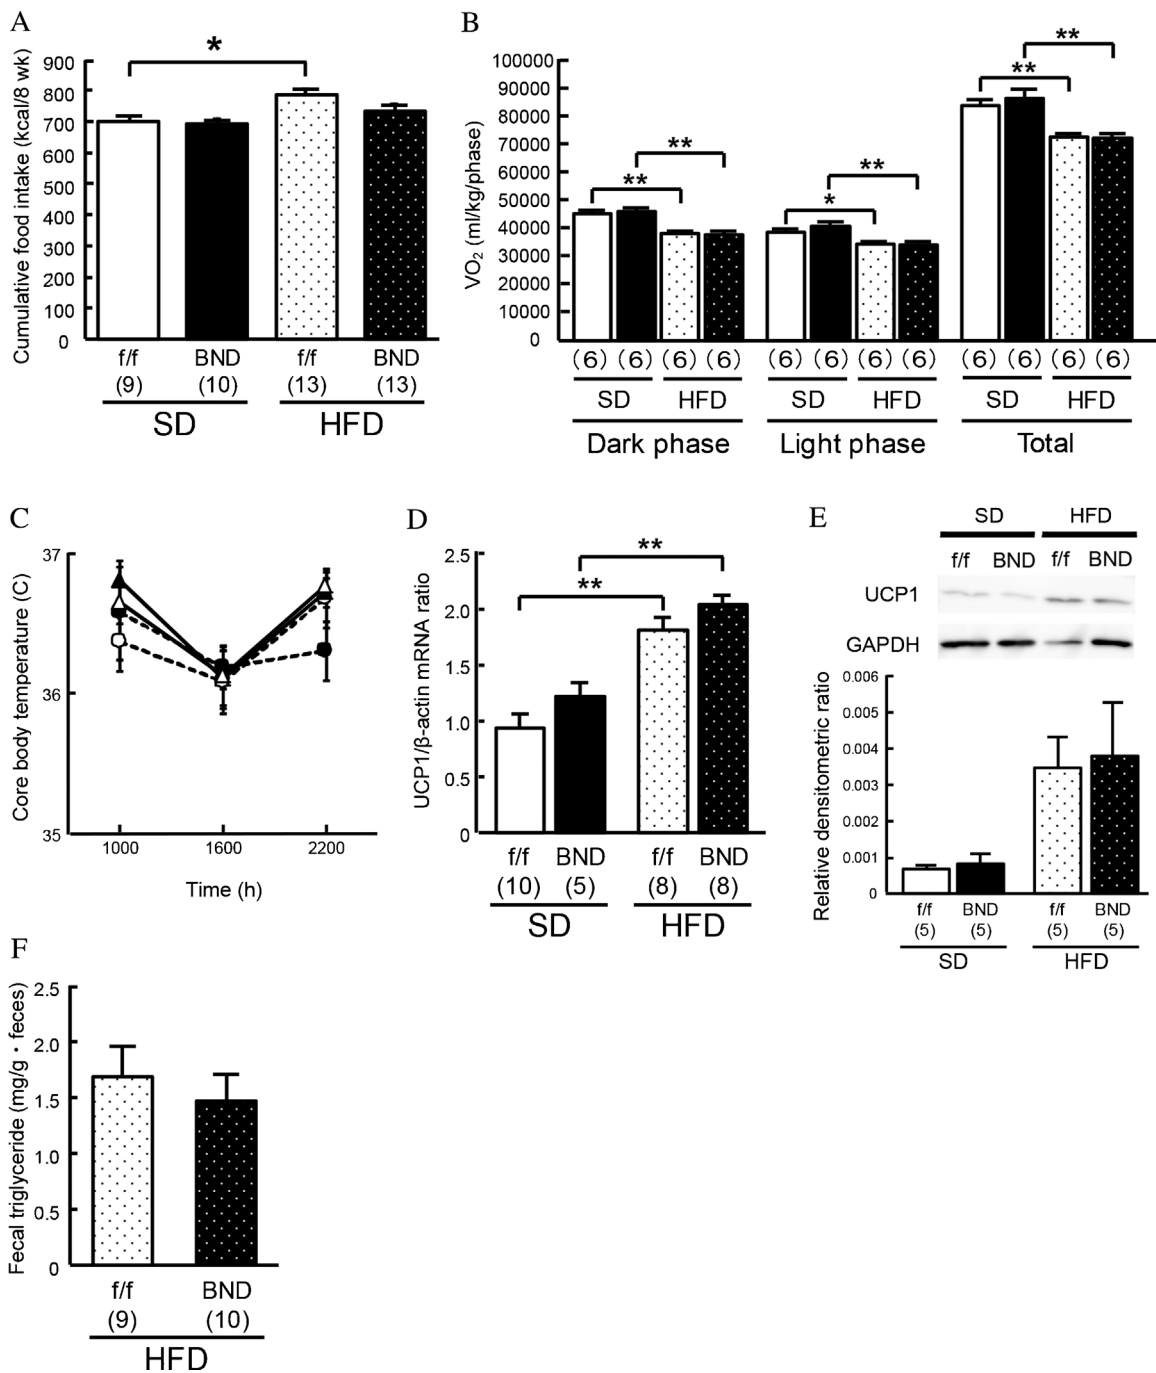 A
Cumulative food intake (kcal/8 wk)
900
800
700
600
500
400
300
200
100
0
*
f/f BND f/f BND
(9) (10) (13) (13)
SD HFD
B
VO₂ (ml/kg/phase)
100000
90000
80000
70000
60000
50000
40000
30000
20000
10000
0
** ** * ** ** **
(6) (6) (6) (6) (6) (6) (6) (6) (6) (6) (6) (6)
SD HFD SD HFD SD HFD
Dark phase Light phase Total
C
Core body temperature (C)
37
36
35
1000 1600 2200
Time (h)
D
UCP1/β-actin mRNA ratio
2.5
2.0
1.5
1.0
0.5
0
**
**
f/f BND f/f BND
(10) (5) (8) (8)
SD HFD
E
SD HFD
f/f BND f/f BND
UCP1
GAPDH
Relative densitometric ratio
0.006
0.005
0.004
0.003
0.002
0.001
0
f/f BND f/f BND
(5) (5) (5) (5)
SD HFD
F
Fecal triglyceride (mg/g・feces)
2.5
2.0
1.5
1.0
0.5
0
f/f BND
(9) (10)
HFD